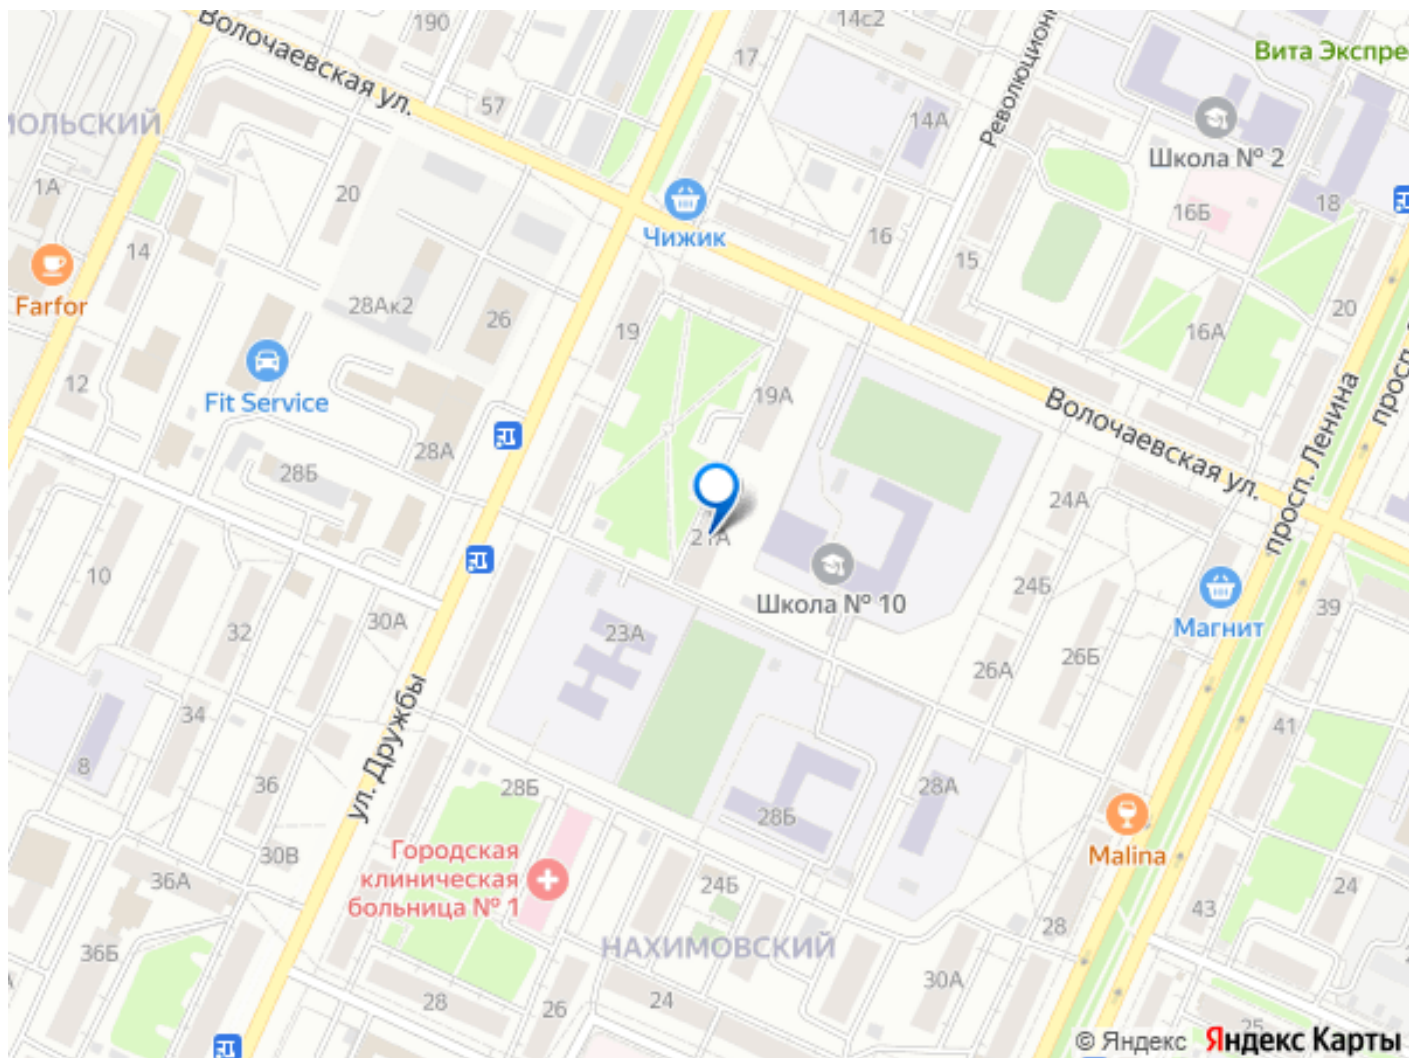 190
14с2
Волочаевская ул.
17
Вита Экспре
57
14А
Революционн
МОЛЬСКИЙ
Школа № 2
1А
20
16Б
18
Чижик
16
14
15
Farfor
28Ак2
26
19
20
16А
12
Fit Service
19А
просп. Ленина
просп.
Волочаевская ул.
28А
28Б
24А
21А
10
24Б
Школа № 10
39
Магнит
30А
32
23А
26Б
26А
34
ул. Дружбы
41
8
36
28Б
28А
28Б
Malina
30В
Городская
клиническая
больница № 1
36А
24Б
24
43
28
36Б
НАХИМОВСКИЙ
30А
28
26
24
25
© Яндекс Яндекс Карты